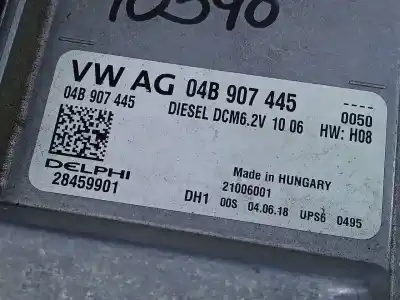 10590
VW AG 04B 907 445 ---- 0050
04B 907 445 DIESEL DCM6.2V 10 06 HW: H08
DELPHI
28459901
Made in HUNGARY
21006001
DH1 00S 04.06.18 UPS6 0495